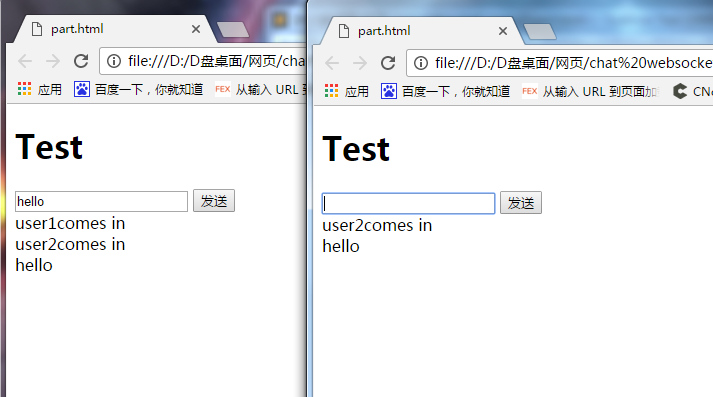 part.html
file:///D:/D盘桌面/网页/cha
应用 百度一下，你就知道 FEX 从输入 URL 到
Test
hello 发送
user1comes in
user2comes in
hello
part.html
file:///D:/D盘桌面/网页/chat%20websocke
应用 百度一下，你就知道 FEX 从输入 URL 到页面加 CNo
Test
发送
user2comes in
hello